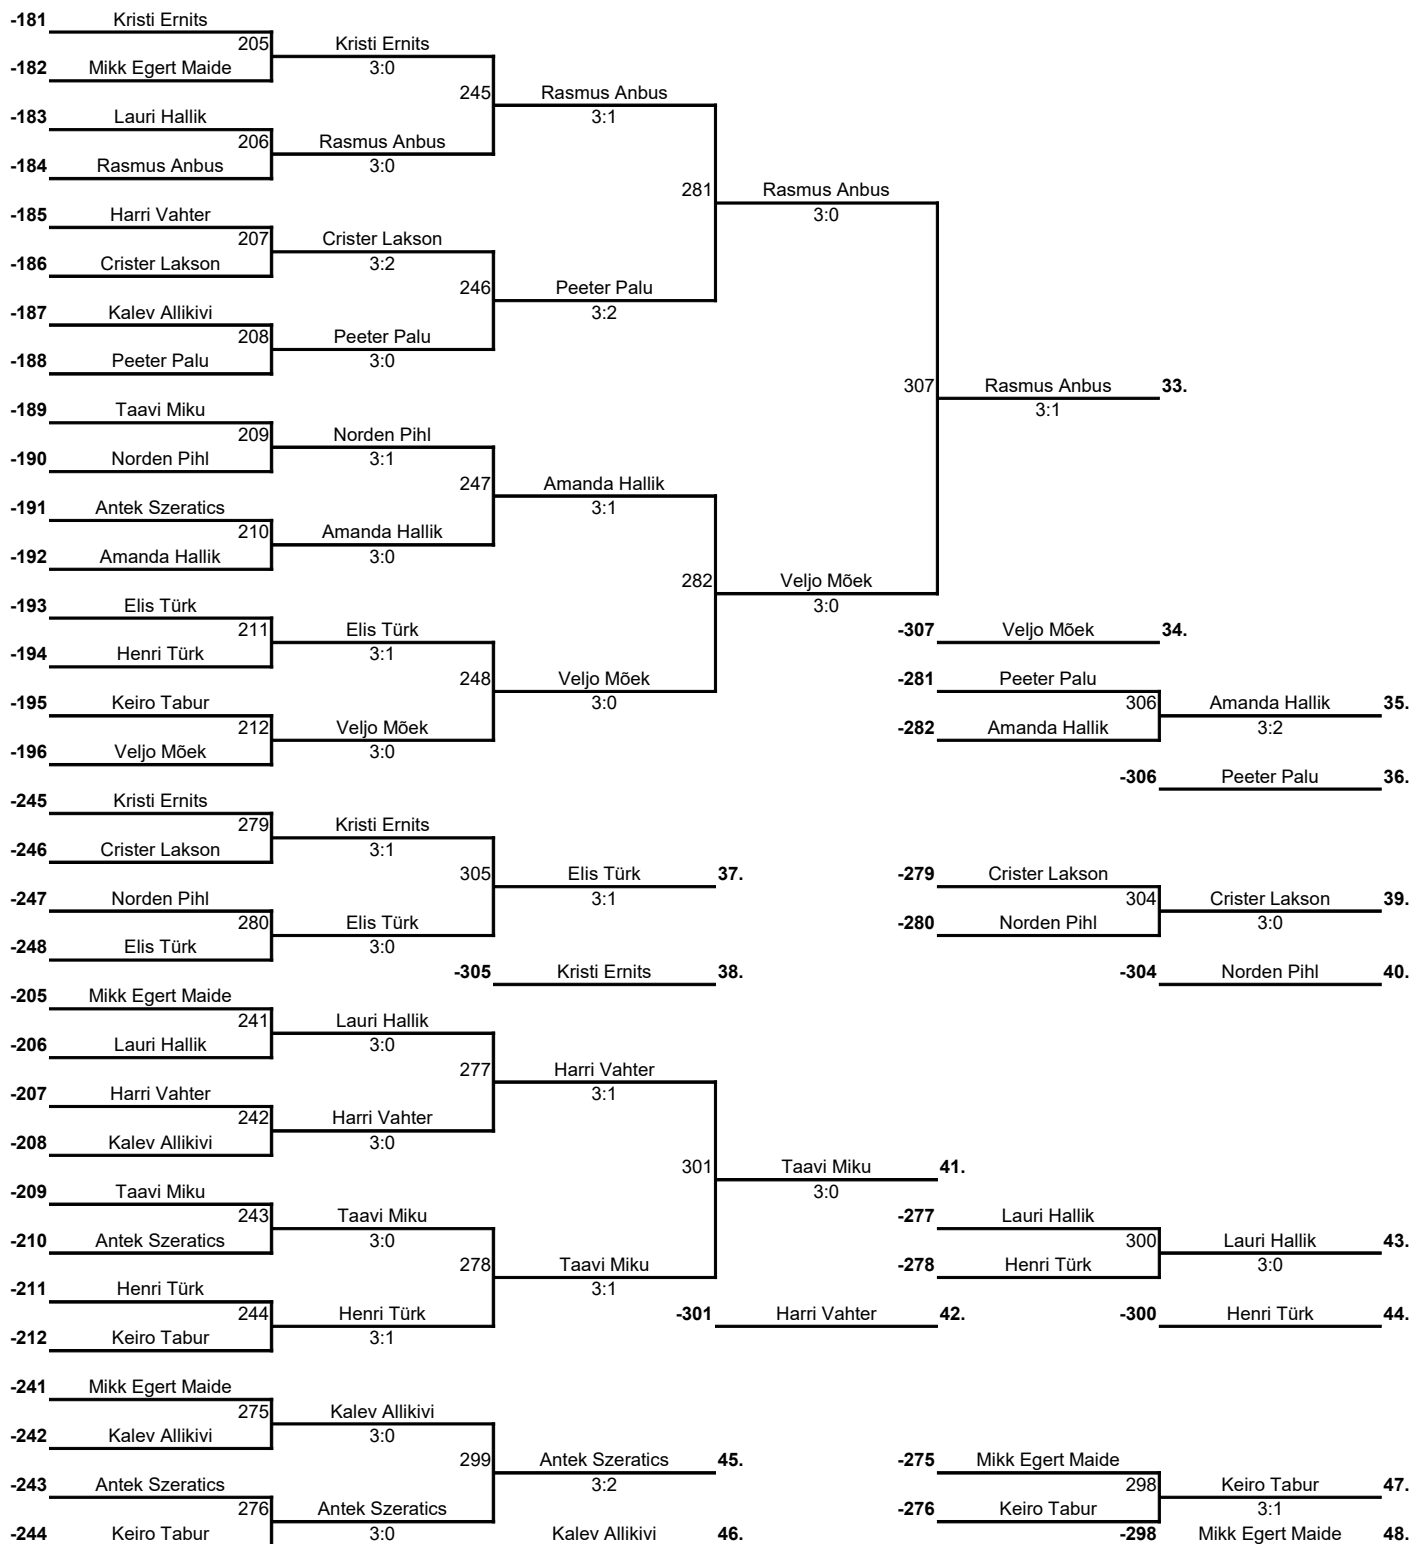 -181 Kristi Ernits
205 Kristi Ernits
-182 Mikk Egert Maide 3:0
245 Rasmus Anbus
-183 Lauri Hallik 3:1
206 Rasmus Anbus
-184 Rasmus Anbus 3:0
281 Rasmus Anbus
-185 Harri Vahter 3:0
207 Crister Lakson
-186 Crister Lakson 3:2
246 Peeter Palu
-187 Kalev Allikivi 3:2
208 Peeter Palu
-188 Peeter Palu 3:0
307 Rasmus Anbus 33.
-189 Taavi Miku 3:1
209 Norden Pihl
-190 Norden Pihl 3:1
247 Amanda Hallik
-191 Antek Szeratics 3:1
210 Amanda Hallik
-192 Amanda Hallik 3:0
282 Veljo Mõek
-193 Elis Türk 3:0
211 Elis Türk -307 Veljo Mõek 34.
-194 Henri Türk 3:1
248 Veljo Mõek -281 Peeter Palu
-195 Keiro Tabur 3:0 306 Amanda Hallik 35.
212 Veljo Mõek -282 Amanda Hallik 3:2
-196 Veljo Mõek 3:0
-306 Peeter Palu 36.
-245 Kristi Ernits
279 Kristi Ernits
-246 Crister Lakson 3:1
305 Elis Türk 37. -279 Crister Lakson
-247 Norden Pihl 3:1 304 Crister Lakson 39.
280 Elis Türk -280 Norden Pihl 3:0
-248 Elis Türk 3:0
-305 Kristi Ernits 38. -304 Norden Pihl 40.
-205 Mikk Egert Maide
241 Lauri Hallik
-206 Lauri Hallik 3:0
277 Harri Vahter
-207 Harri Vahter 3:1
242 Harri Vahter
-208 Kalev Allikivi 3:0
301 Taavi Miku 41.
-209 Taavi Miku 3:0
243 Taavi Miku -277 Lauri Hallik
-210 Antek Szeratics 3:0 300 Lauri Hallik 43.
278 Taavi Miku -278 Henri Türk 3:0
-211 Henri Türk 3:1
244 Henri Türk -301 Harri Vahter 42. -300 Henri Türk 44.
-212 Keiro Tabur 3:1
-241 Mikk Egert Maide
275 Kalev Allikivi
-242 Kalev Allikivi 3:0
299 Antek Szeratics 45. -275 Mikk Egert Maide
-243 Antek Szeratics 3:2 298 Keiro Tabur 47.
276 Antek Szeratics -276 Keiro Tabur 3:1
-244 Keiro Tabur 3:0 Kalev Allikivi 46. -298 Mikk Egert Maide 48.